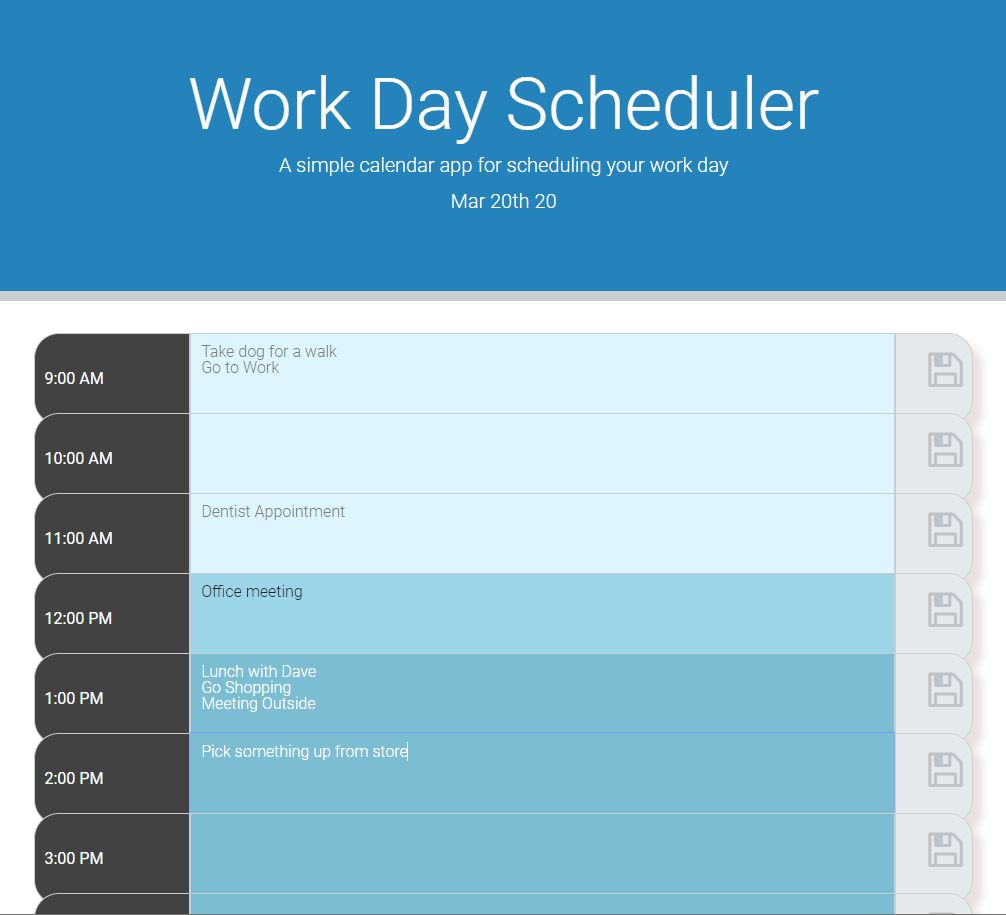 Work Day Scheduler
A simple calendar app for scheduling your work day
Mar 20th 20
9:00 AM
Take dog for a walk
Go to Work
10:00 AM
11:00 AM
Dentist Appointment
12:00 PM
Office meeting
1:00 PM
Lunch with Dave
Go Shopping
Meeting Outside
2:00 PM
Pick something up from store
3:00 PM